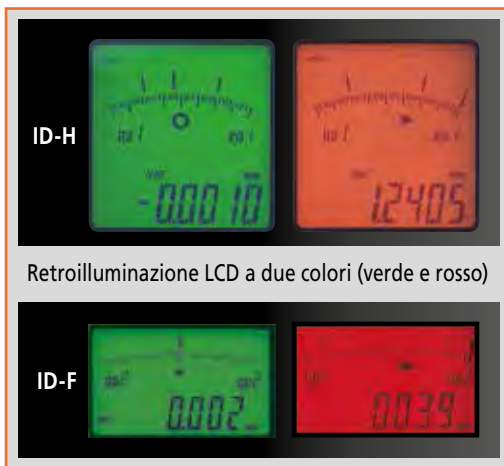 ID-H
-0.0010
1.2405
Retroilluminazione LCD a due colori (verde e rosso)
ID-F
0.002
0.039